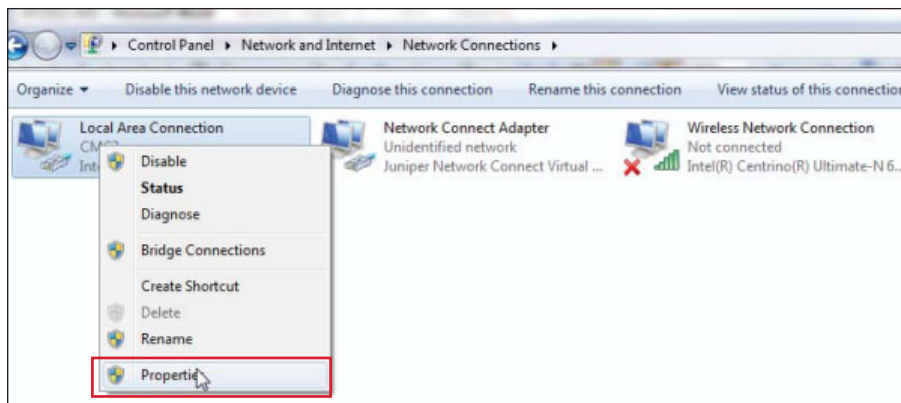 Control Panel ▸ Network and Internet ▸ Network Connections ▸
Organize ▾ Disable this network device Diagnose this connection Rename this connection View status of this connection
Local Area Connection
Network Connect Adapter
Unidentified network
Juniper Network Connect Virtual ...
Wireless Network Connection
Not connected
Intel(R) Centrino(R) Ultimate-N 6...
Disable
Status
Diagnose
Bridge Connections
Create Shortcut
Delete
Rename
Properties